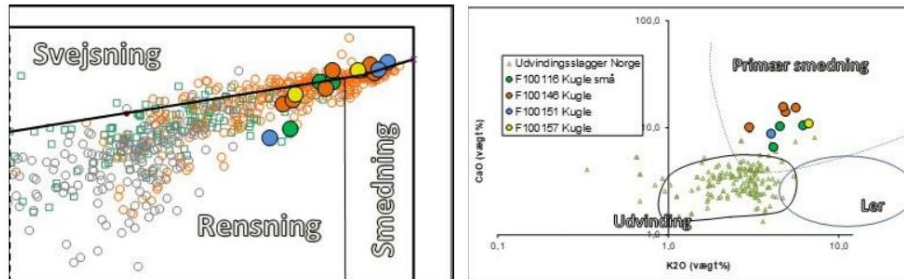 Svejsning
Rensning
Smedning
100,0
10,0
1,0
CaO (vægt%)
Udvindingsslagger Norge
F100116 Kugle små
F100146 Kugle
F100151 Kugle
F100157 Kugle
Primær smedning
Udvinding
Ler
0,1
1,0
10,0
K2O (vægt%)